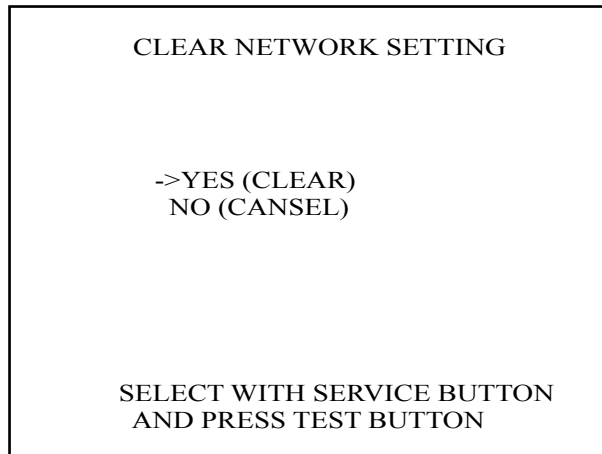 CLEAR NETWORK SETTING
->YES (CLEAR)
NO (CANSEL)
SELECT WITH SERVICE BUTTON
AND PRESS TEST BUTTON